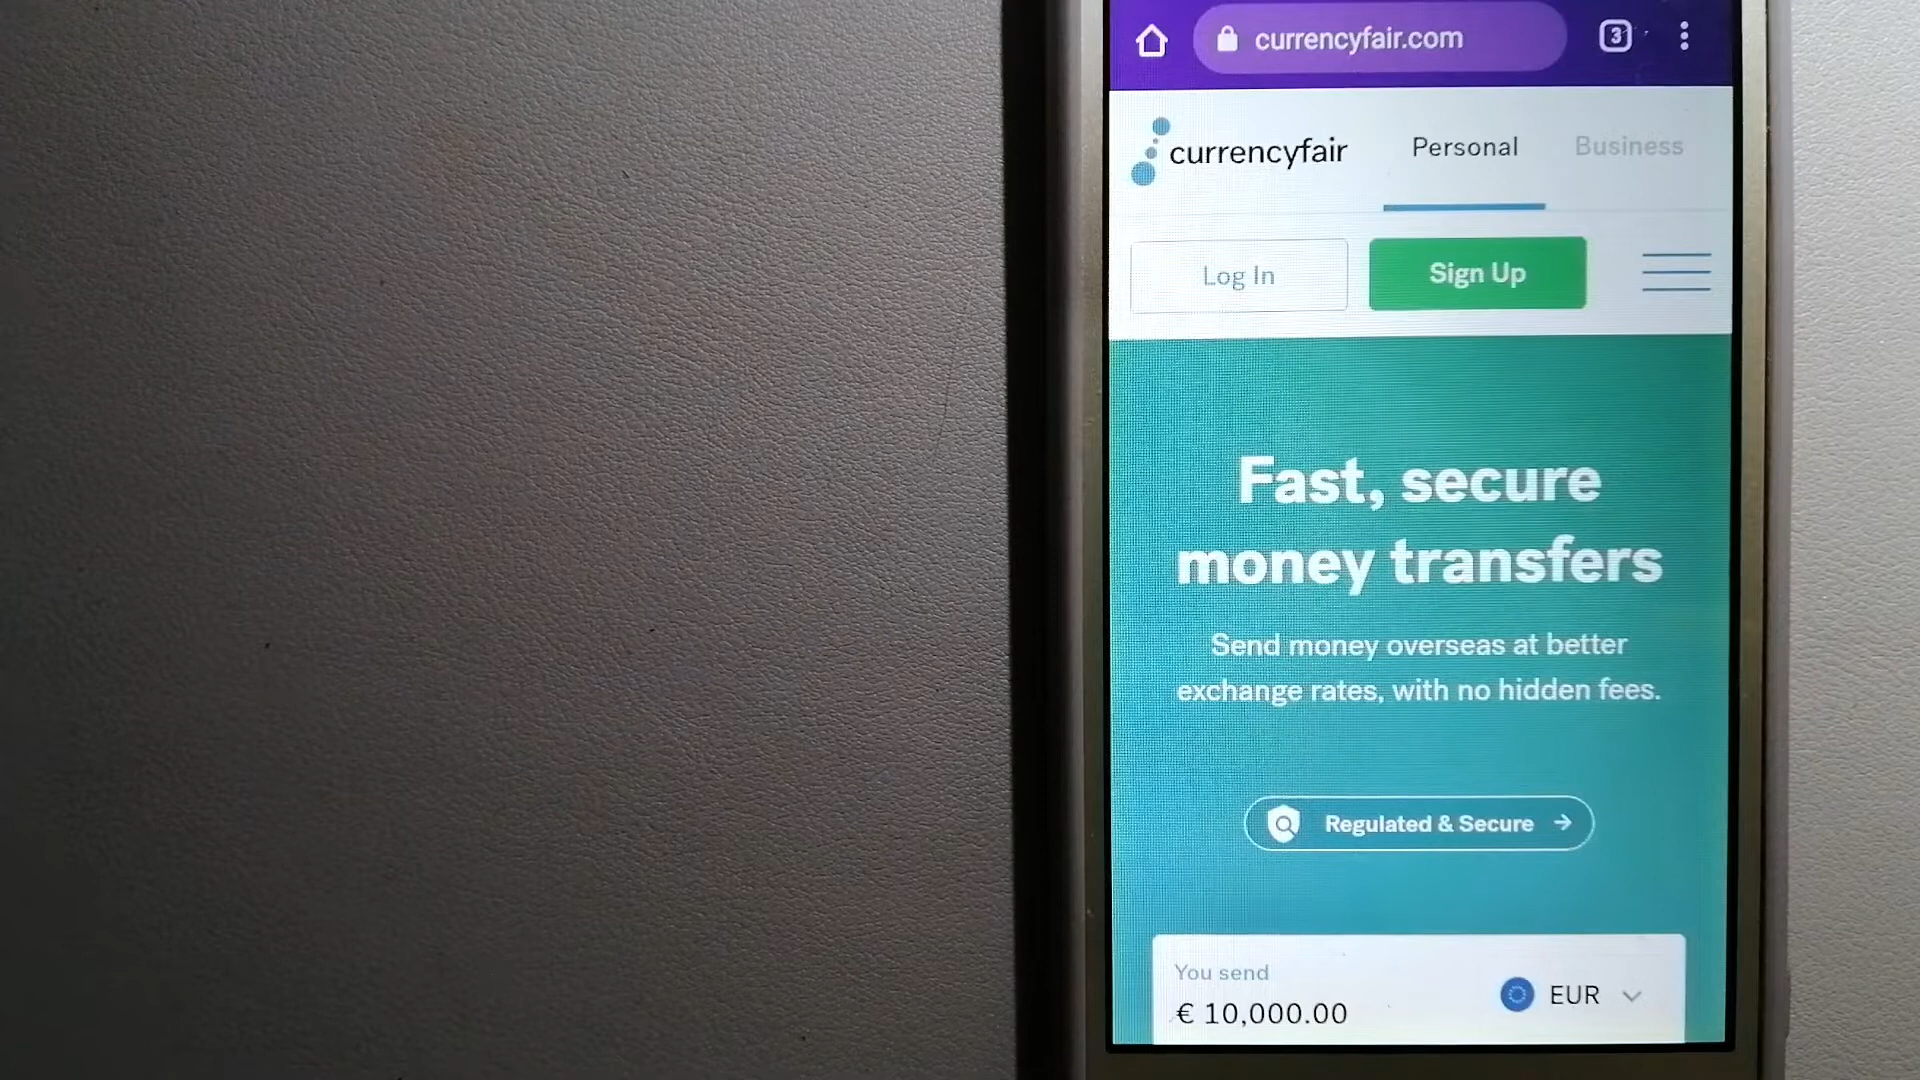 currencyfair.com
3
currencyfair
Personal
Business
Log In
Sign Up
Fast, secure
money transfers
Send money overseas at better
exchange rates, with no hidden fees.
Regulated & Secure →
You send
€ 10,000.00
EUR